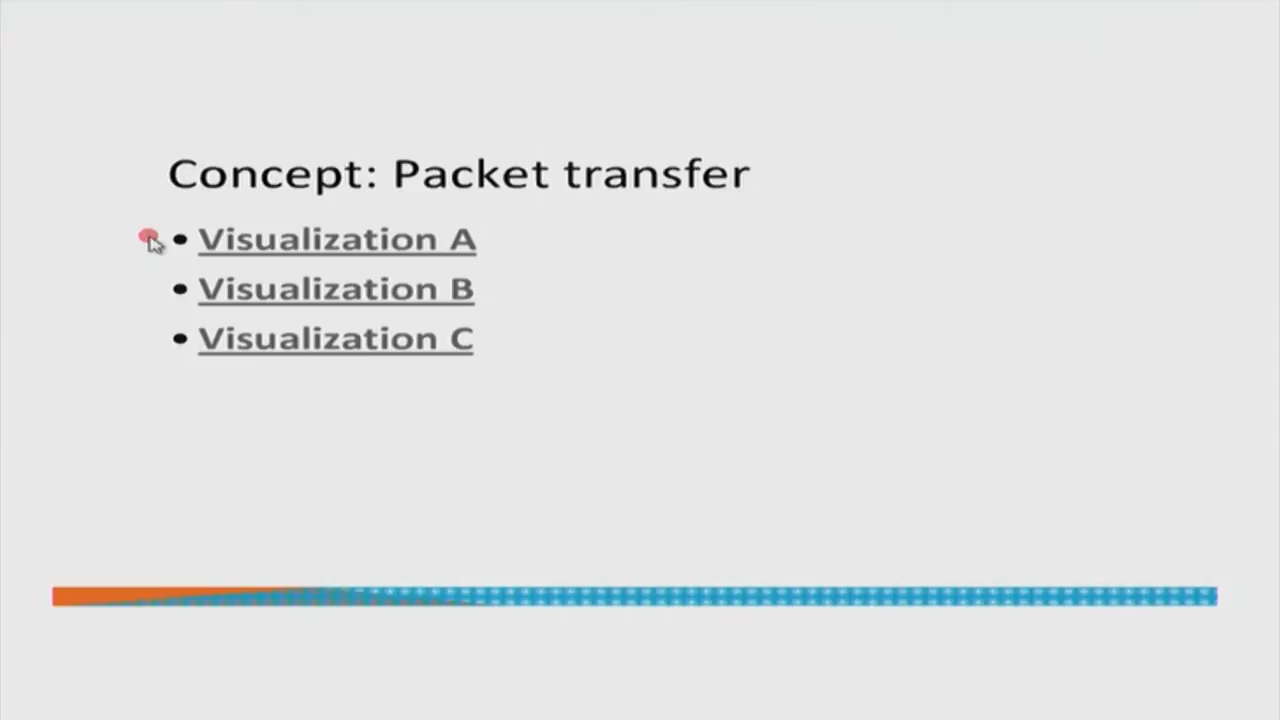 Concept: Packet transfer
• Visualization A
• Visualization B
• Visualization C